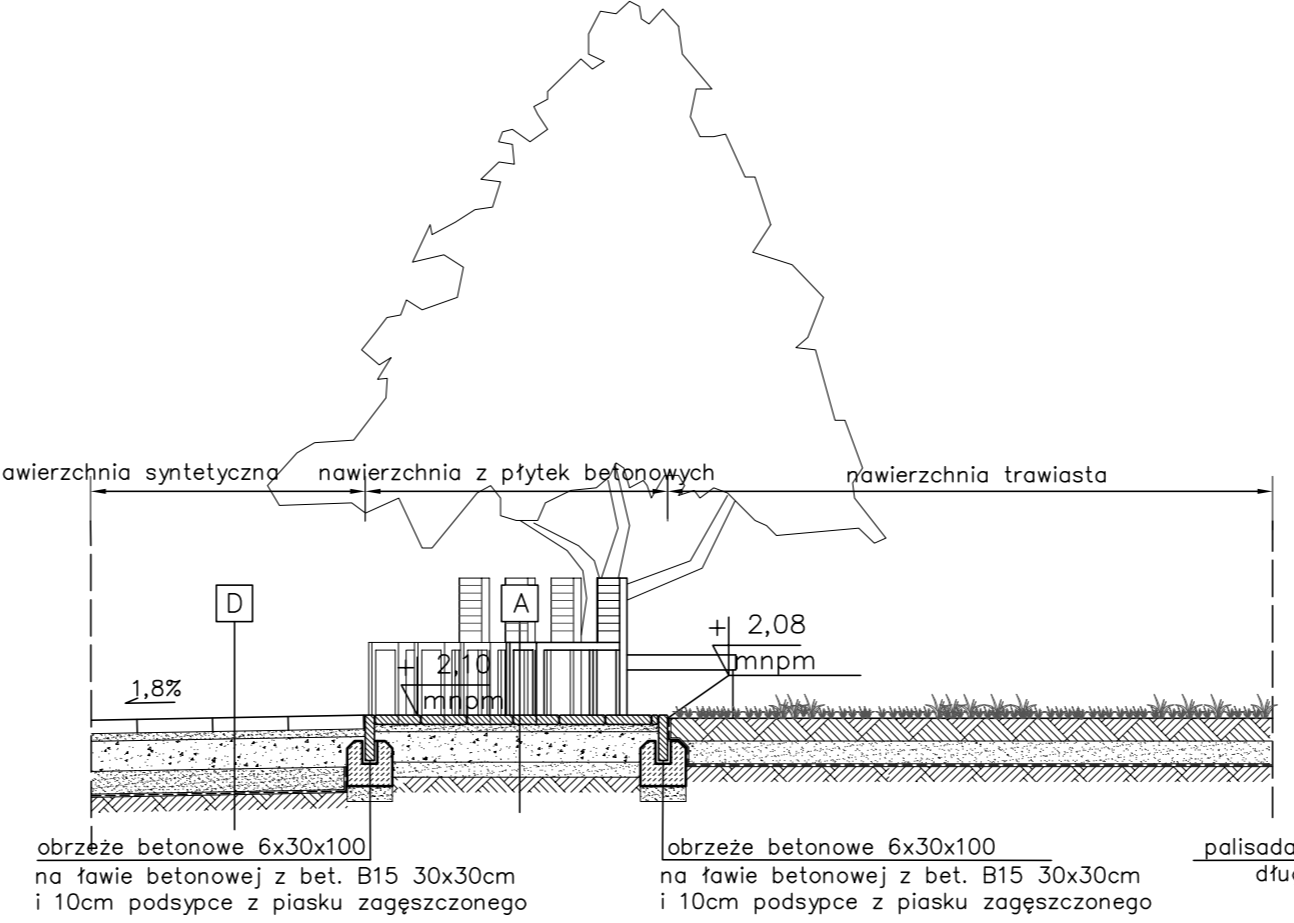 awierzchnia syntetyczna
nawierzchnia z płytek betonowych
nawierzchnia trawiasta
D
A
+ 2,08
mnpm
+ 2,10
mnpm
1,8%
obrzeże betonowe 6x30x100
na ławie betonowej z bet. B15 30x30cm
i 10cm podsypce z piasku zagęszczonego
obrzeże betonowe 6x30x100
na ławie betonowej z bet. B15 30x30cm
i 10cm podsypce z piasku zagęszczonego
palisada
dłu